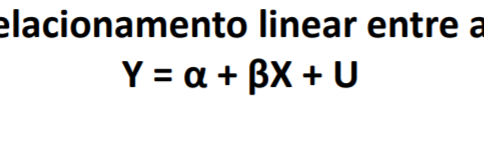 elacionamento linear entre a
Y = α + βX + U